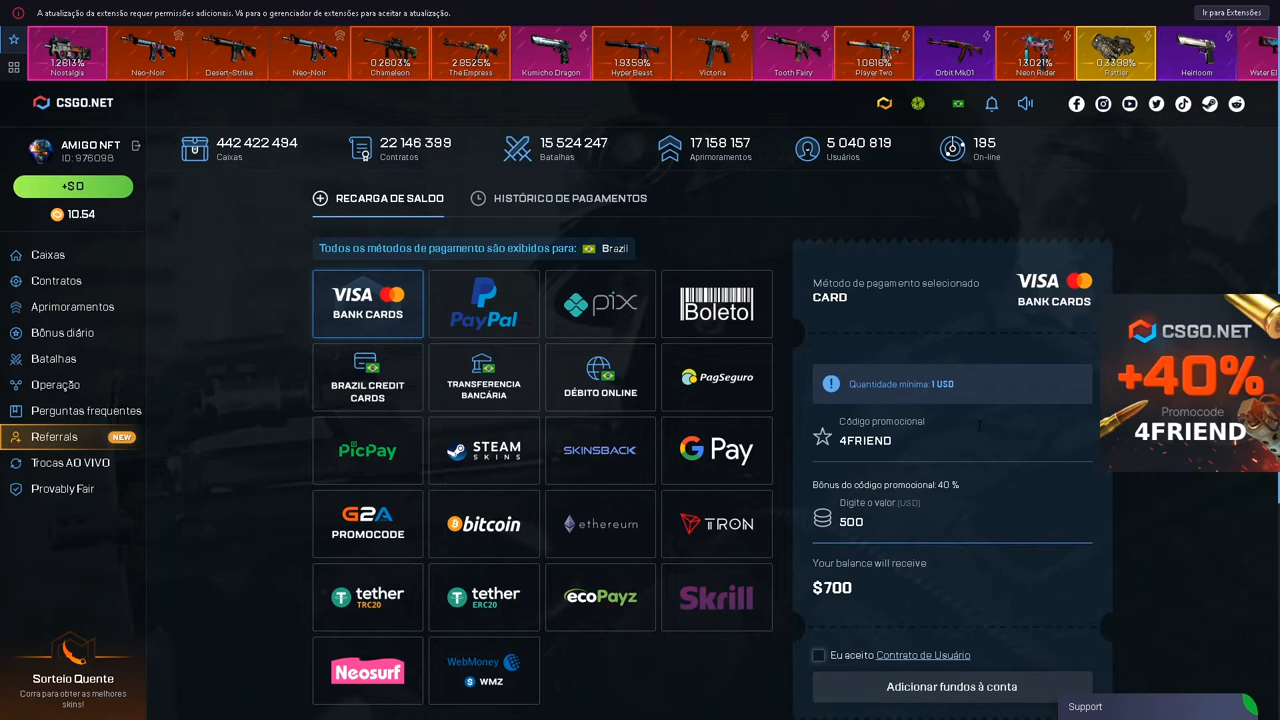 A atualização da extensão requer permissões adicionais. Vá para o gerenciador de extensões para aceitar a atualização.
Ir para Extensões
1.2613% 2.8525% 1.9359% 1.0816% 1.3021% 0.3398%
Nostalgia Neo-Noir Desert-Strike Neo-Noir Chameleon The Empress Kumicho Dragon Hyper Beast Victoria Tooth Fairy Player Two Orbit Mk01 Neon Rider Rattler Heirloom Water El
CSGO.NET
AMIGO NFT
ID: 976098
+$ 0
10.54
442 422 494
Caixas
22 146 399
Contratos
15 524 247
Batalhas
17 158 157
Aprimoramentos
5 040 819
Usuários
195
On-line
Caixas
Contratos
Aprimoramentos
Bônus diário
Batalhas
Operação
Perguntas frequentes
Referrals NEW
Trocas AO VIVO
Provably Fair
Sorteio Quente
Corra para obter as melhores
skins!
RECARGA DE SALDO
HISTÓRICO DE PAGAMENTOS
Todos os métodos de pagamento são exibidos para: Brazil
VISA
BANK CARDS
PayPal
pix
Boleto
BRAZIL CREDIT
CARDS
TRANSFERENCIA
BANCÁRIA
DÉBITO ONLINE
PagSeguro
PicPay
STEAM
SKINS
SKINSBACK
G Pay
G2A
PROMOCODE
bitcoin
ethereum
TRON
tether
TRC20
tether
ERC20
ecoPayz
Skrill
Neosurf
WebMoney
WMZ
Método de pagamento selecionado
CARD
VISA
BANK CARDS
Quantidade mínima: 1 USD
Código promocional
4FRIEND
Bônus do código promocional: 40 %
Digite o valor (USD)
500
Your balance will receive
$700
Eu aceito Contrato de Usuário
Adicionar fundos à conta
CSGO.NET
+40%
Promocode
4FRIEND
Support